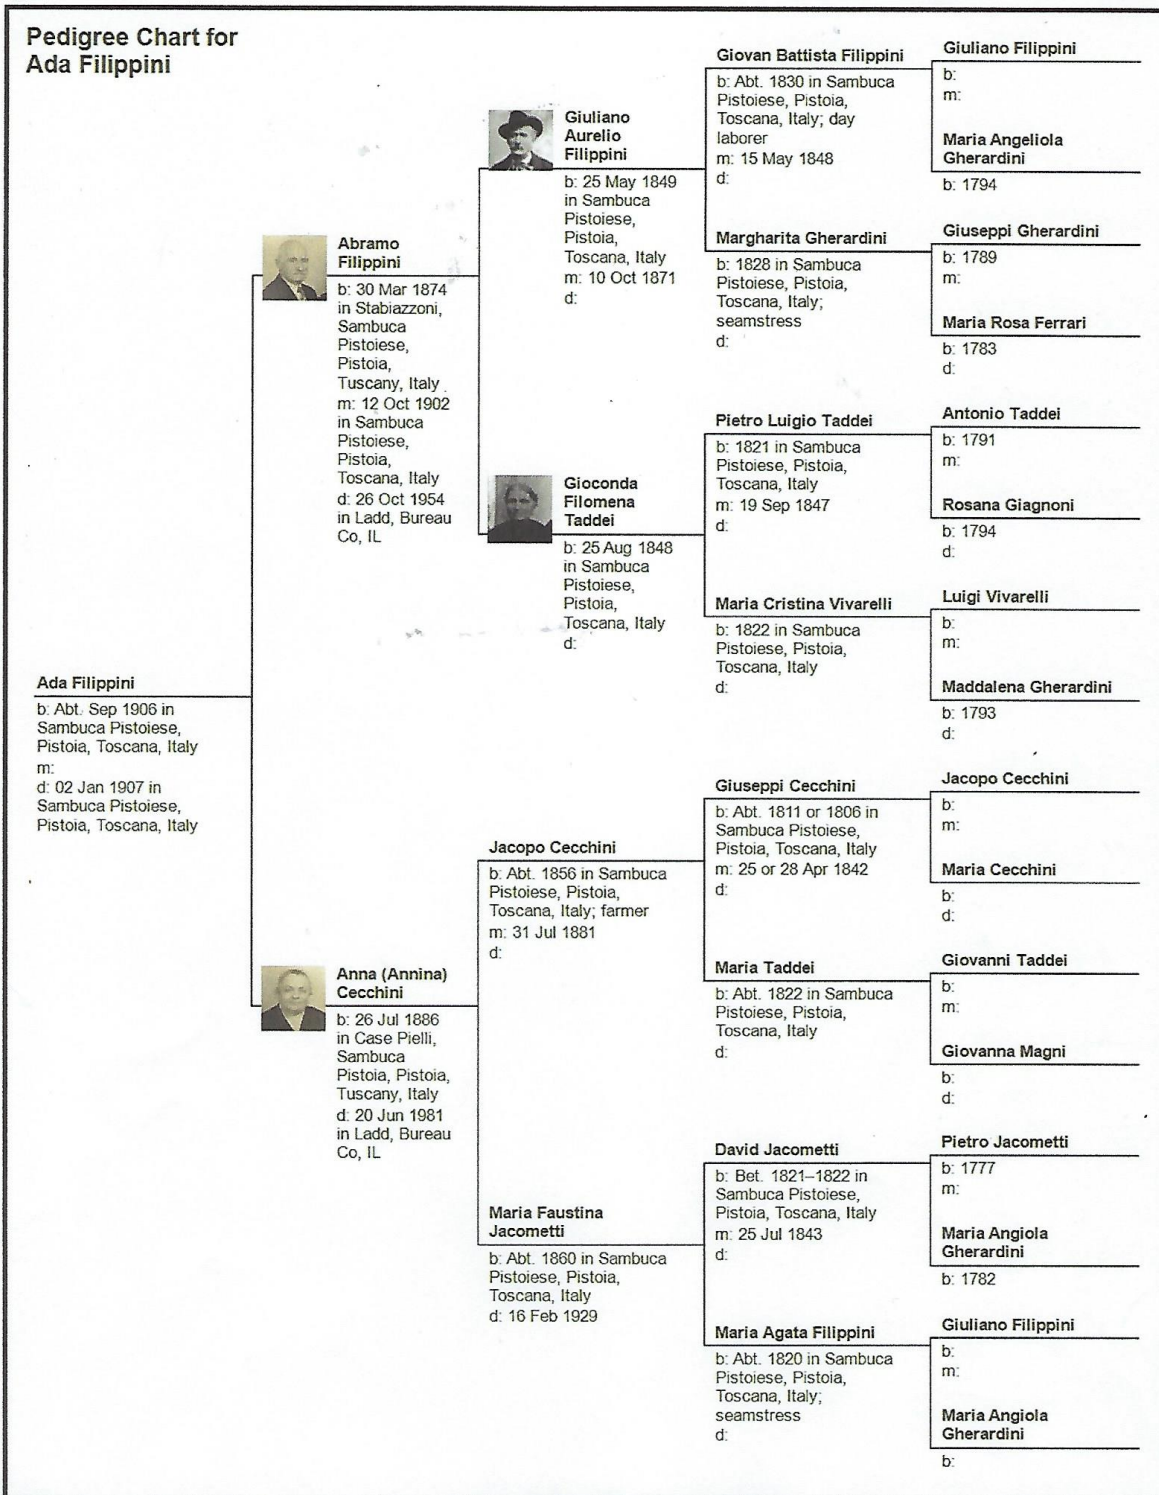 Pedigree Chart for
Ada Filippini
Ada Filippini
b: Abt. Sep 1906 in
Sambuca Pistoiese,
Pistoia, Toscana, Italy
m:
d: 02 Jan 1907 in
Sambuca Pistoiese,
Pistoia, Toscana, Italy
Abramo
Filippini
b: 30 Mar 1874
in Stabiazzoni,
Sambuca
Pistoiese,
Pistoia,
Tuscany, Italy
m: 12 Oct 1902
in Sambuca
Pistoiese,
Pistoia,
Toscana, Italy
d: 26 Oct 1954
in Ladd, Bureau
Co, IL
Anna (Annina)
Cecchini
b: 26 Jul 1886
in Case Pielli,
Sambuca
Pistoia, Pistoia,
Tuscany, Italy
d: 20 Jun 1981
in Ladd, Bureau
Co, IL
Giuliano
Aurelio
Filippini
b: 25 May 1849
in Sambuca
Pistoiese,
Pistoia,
Toscana, Italy
m: 10 Oct 1871
d:
Gioconda
Filomena
Taddei
b: 25 Aug 1848
in Sambuca
Pistoiese,
Pistoia,
Toscana, Italy
d:
Jacopo Cecchini
b: Abt. 1856 in Sambuca
Pistoiese, Pistoia,
Toscana, Italy; farmer
m: 31 Jul 1881
d:
Maria Faustina
Jacometti
b: Abt. 1860 in Sambuca
Pistoiese, Pistoia,
Toscana, Italy
d: 16 Feb 1929
Giovan Battista Filippini
b: Abt. 1830 in Sambuca
Pistoiese, Pistoia,
Toscana, Italy; day
laborer
m: 15 May 1848
d:
Margharita Gherardini
b: 1828 in Sambuca
Pistoiese, Pistoia,
Toscana, Italy;
seamstress
d:
Pietro Luigio Taddei
b: 1821 in Sambuca
Pistoiese, Pistoia,
Toscana, Italy
m: 19 Sep 1847
d:
Maria Cristina Vivarelli
b: 1822 in Sambuca
Pistoiese, Pistoia,
Toscana, Italy
d:
Giuseppi Cecchini
b: Abt. 1811 or 1806 in
Sambuca Pistoiese,
Pistoia, Toscana, Italy
m: 25 or 28 Apr 1842
d:
Maria Taddei
b: Abt. 1822 in Sambuca
Pistoiese, Pistoia,
Toscana, Italy
d:
David Jacometti
b: Bet. 1821–1822 in
Sambuca Pistoiese,
Pistoia, Toscana, Italy
m: 25 Jul 1843
d:
Maria Agata Filippini
b: Abt. 1820 in Sambuca
Pistoiese, Pistoia,
Toscana, Italy;
seamstress
d:
Giuliano Filippini
b:
m:
Maria Angeliola
Gherardini
b: 1794
Giuseppi Gherardini
b: 1789
m:
Maria Rosa Ferrari
b: 1783
d:
Antonio Taddei
b: 1791
m:
Rosana Giagnoni
b: 1794
d:
Luigi Vivarelli
b:
m:
Maddalena Gherardini
b: 1793
d:
Jacopo Cecchini
b:
m:
Maria Cecchini
b:
d:
Giovanni Taddei
b:
m:
Giovanna Magni
b:
d:
Pietro Jacometti
b: 1777
m:
Maria Angiola
Gherardini
b: 1782
Giuliano Filippini
b:
m:
Maria Angiola
Gherardini
b: